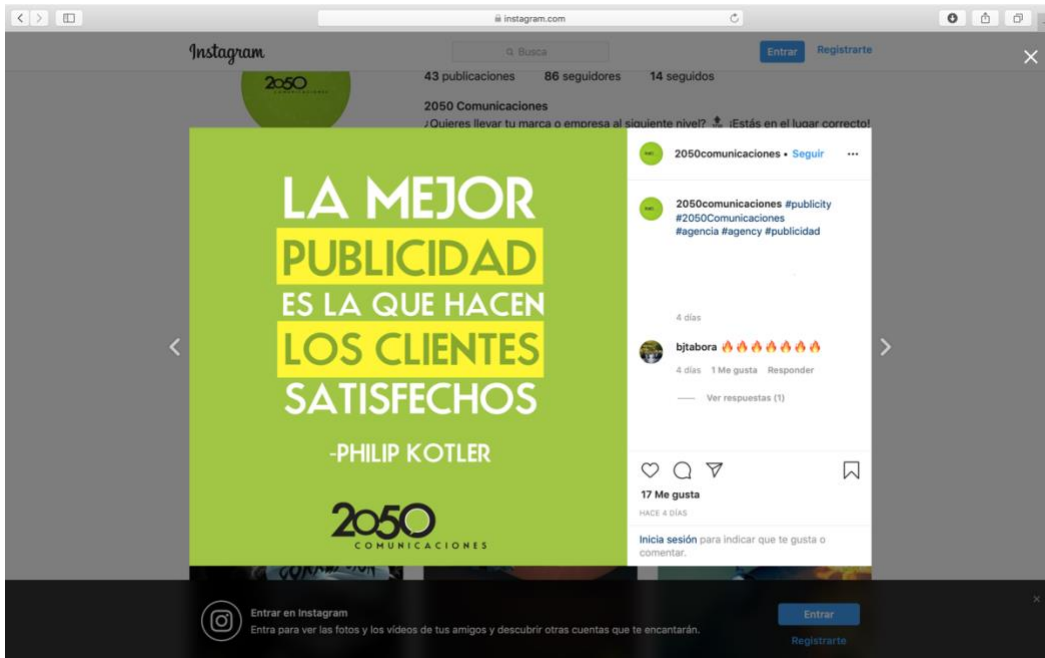 instagram.com
Instagram
Busca
Entrar
Registrarte
43 publicaciones 86 seguidores 14 seguidos
2050 Comunicaciones
¿Quieres llevar tu marca o empresa al siguiente nivel? ¡Estás en el lugar correcto!
2050
COMUNICACIONES
LA MEJOR
PUBLICIDAD
ES LA QUE HACEN
LOS CLIENTES
SATISFECHOS
-PHILIP KOTLER
2050
COMUNICACIONES
2050comunicaciones • Seguir
2050comunicaciones #publicity
#2050Comunicaciones
#agencia #agency #publicidad
4 días
bjtabora 🔥🔥🔥🔥🔥🔥🔥
4 días 1 Me gusta Responder
Ver respuestas (1)
17 Me gusta
HACE 4 DÍAS
Inicia sesión para indicar que te gusta o
comentar.
Entrar en Instagram
Entra para ver las fotos y los vídeos de tus amigos y descubrir otras cuentas que te encantarán.
Entrar
Registrarte